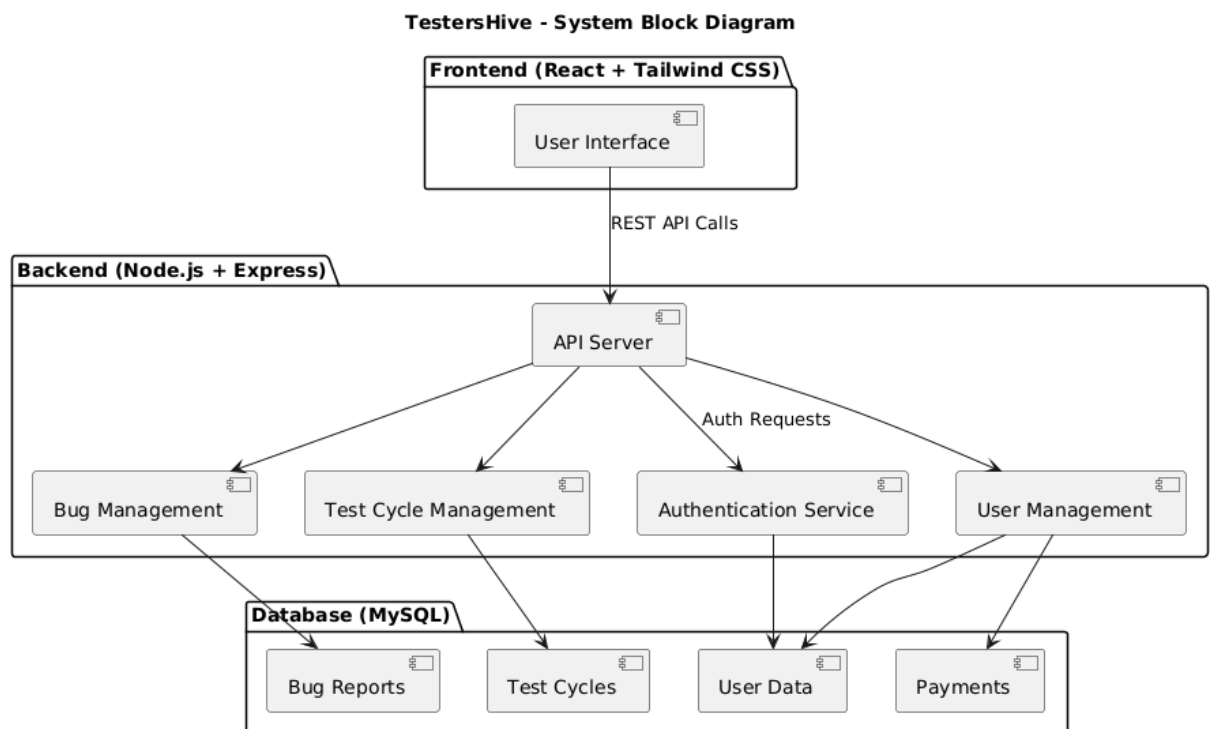 TestersHive - System Block Diagram
Frontend (React + Tailwind CSS)
User Interface
REST API Calls
Backend (Node.js + Express)
API Server
Auth Requests
Bug Management
Test Cycle Management
Authentication Service
User Management
Database (MySQL)
Bug Reports
Test Cycles
User Data
Payments